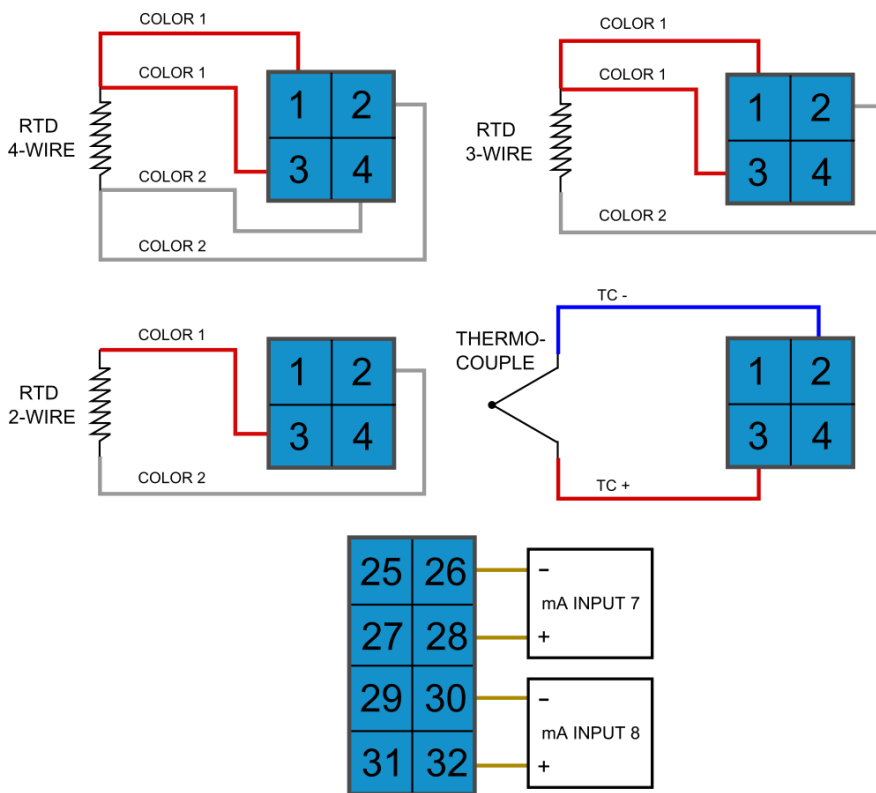 COLOR 1
COLOR 1
1 2
RTD
4-WIRE
3 4
COLOR 2
COLOR 2
COLOR 1
COLOR 1
1 2
RTD
3-WIRE
3 4
COLOR 2
COLOR 1
1 2
RTD
2-WIRE
3 4
COLOR 2
TC -
THERMO-
COUPLE
1 2
3 4
TC +
25 26
-
mA INPUT 7
27 28
+
29 30
-
mA INPUT 8
31 32
+